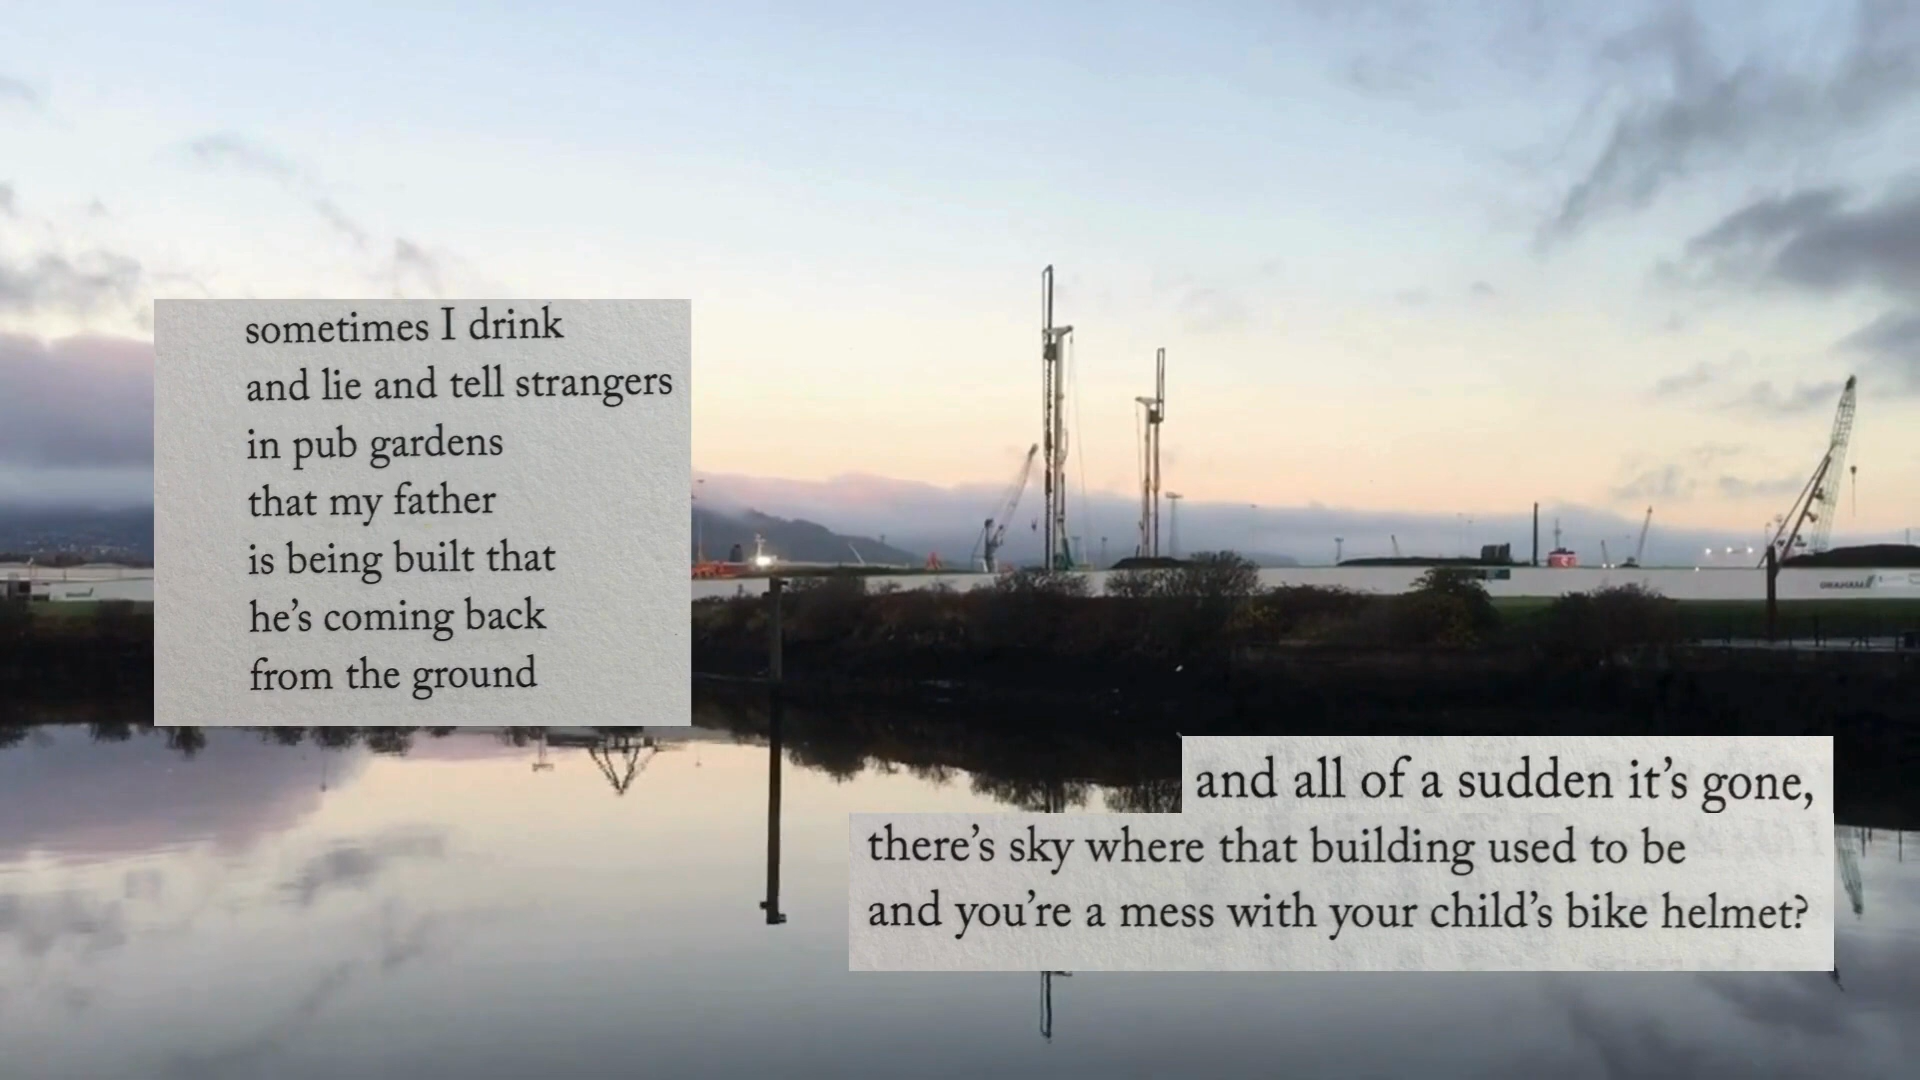 sometimes I drink
and lie and tell strangers
in pub gardens
that my father
is being built that
he’s coming back
from the ground
GRAHAM
and all of a sudden it’s gone,
there’s sky where that building used to be
and you’re a mess with your child’s bike helmet?